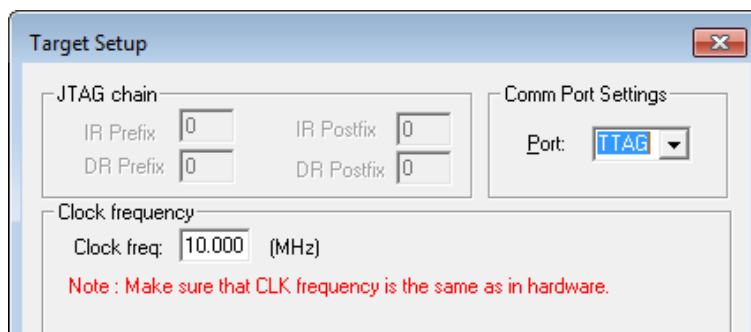 Target Setup
JTAG chain
IR Prefix 0 IR Postfix 0
DR Prefix 0 DR Postfix 0
Comm Port Settings
Port: TTAG
Clock frequency
Clock freq: 10.000 (MHz)
Note : Make sure that CLK frequency is the same as in hardware.